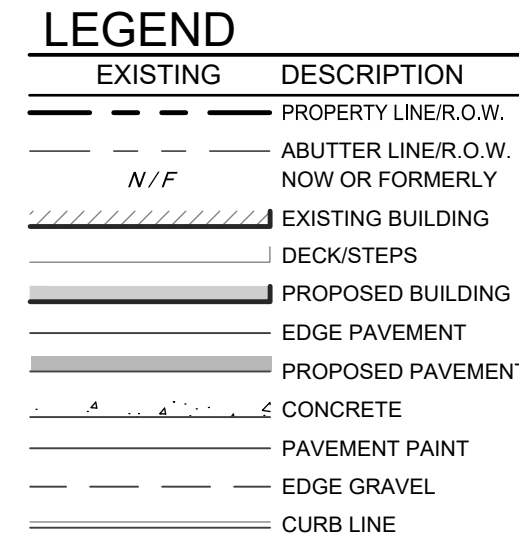 LEGEND
EXISTING DESCRIPTION
PROPERTY LINE/R.O.W.
ABUTTER LINE/R.O.W.
N/F NOW OR FORMERLY
EXISTING BUILDING
DECK/STEPS
PROPOSED BUILDING
EDGE PAVEMENT
PROPOSED PAVEMENT
CONCRETE
PAVEMENT PAINT
EDGE GRAVEL
CURB LINE